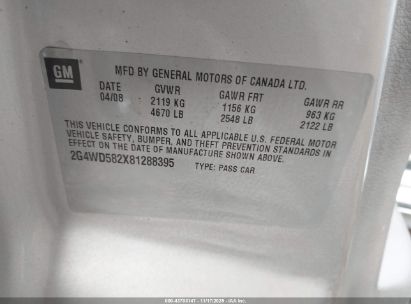 GM
MFD BY GENERAL MOTORS OF CANADA LTD.
DATE GVWR GAWR FRT GAWR RR
04/08 2119 KG 1156 KG 963 KG
4670 LB 2548 LB 2122 LB
THIS VEHICLE CONFORMS TO ALL APPLICABLE U.S. FEDERAL MOTOR
VEHICLE SAFETY, BUMPER, AND THEFT PREVENTION STANDARDS IN
EFFECT ON THE DATE OF MANUFACTURE SHOWN ABOVE.
2G4WD582X81288395 TYPE: PASS CAR